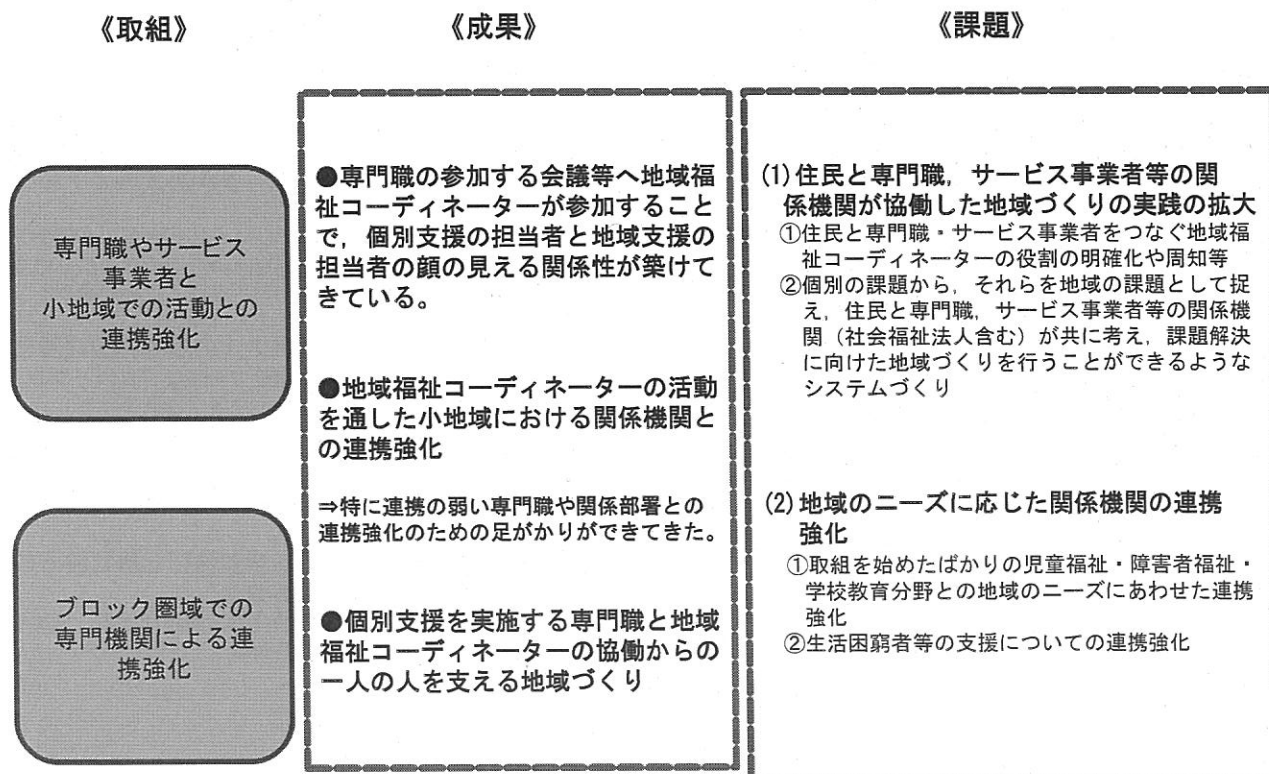 《取組》
《成果》
《課題》
専門職やサービス
事業者と
小地域での活動との
連携強化
ブロック圏域での
専門機関による連
携強化
●専門職の参加する会議等へ地域福
祉コーディネーターが参加すること
で，個別支援の担当者と地域支援の
担当者の顔の見える関係性が築けて
きている。
●地域福祉コーディネーターの活動
を通した小地域における関係機関と
の連携強化
⇒特に連携の弱い専門職や関係部署との
連携強化のための足がかりができてきた。
●個別支援を実施する専門職と地域
福祉コーディネーターの協働からの
一人の人を支える地域づくり
(1) 住民と専門職，サービス事業者等の関
係機関が協働した地域づくりの実践の拡大
①住民と専門職・サービス事業者をつなぐ地域福
祉コーディネーターの役割の明確化や周知等
②個別の課題から，それらを地域の課題として捉
え，住民と専門職，サービス事業者等の関係機
関（社会福祉法人含む）が共に考え，課題解決
に向けた地域づくりを行うことができるような
システムづくり
(2) 地域のニーズに応じた関係機関の連携
強化
①取組を始めたばかりの児童福祉・障害者福祉・
学校教育分野との地域のニーズにあわせた連携
強化
②生活困窮者等の支援についての連携強化